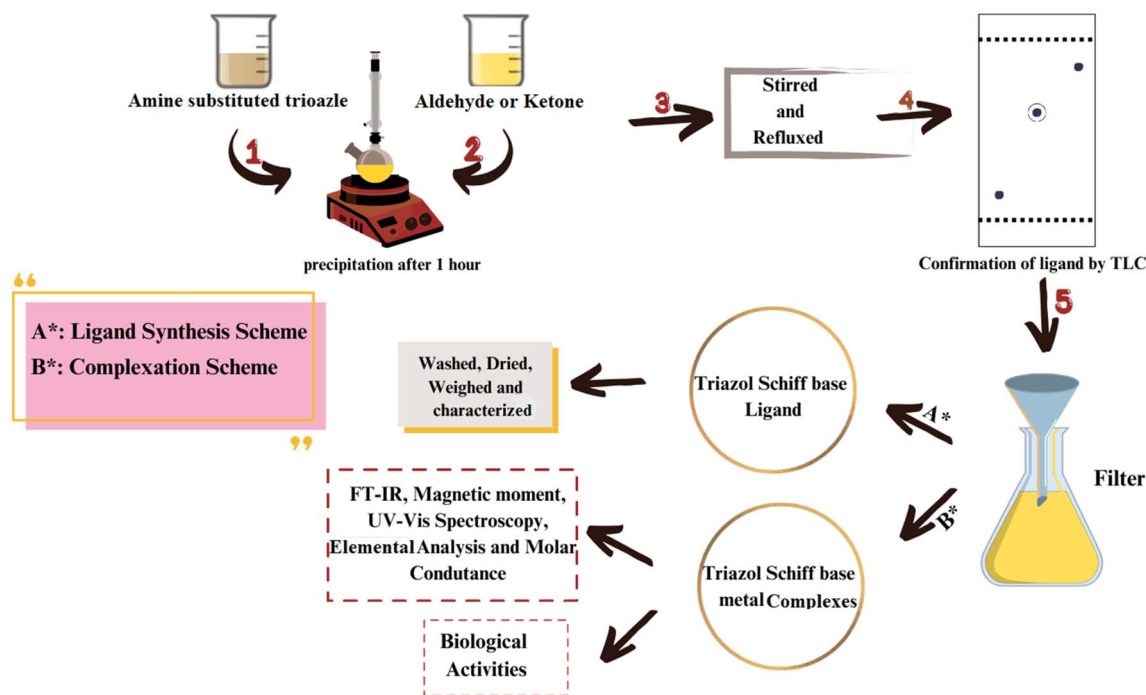 Amine substituted trioazle
Aldehyde or Ketone
1
2
3
Stirred
and
Refluxed
4
precipitation after 1 hour
Confirmation of ligand by TLC
5
“
A*: Ligand Synthesis Scheme
B*: Complexation Scheme
”
Washed, Dried,
Weighed and
characterized
Triazol Schiff base
Ligand
A*
B*
Filter
FT-IR, Magnetic moment,
UV-Vis Spectroscopy,
Elemental Analysis and Molar
Condutance
Triazol Schiff base
metal Complexes
Biological
Activities